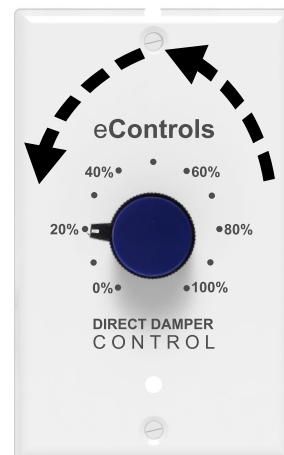 eControls
40% 60%
20% 80%
0% 100%
DIRECT DAMPER
CONTROL